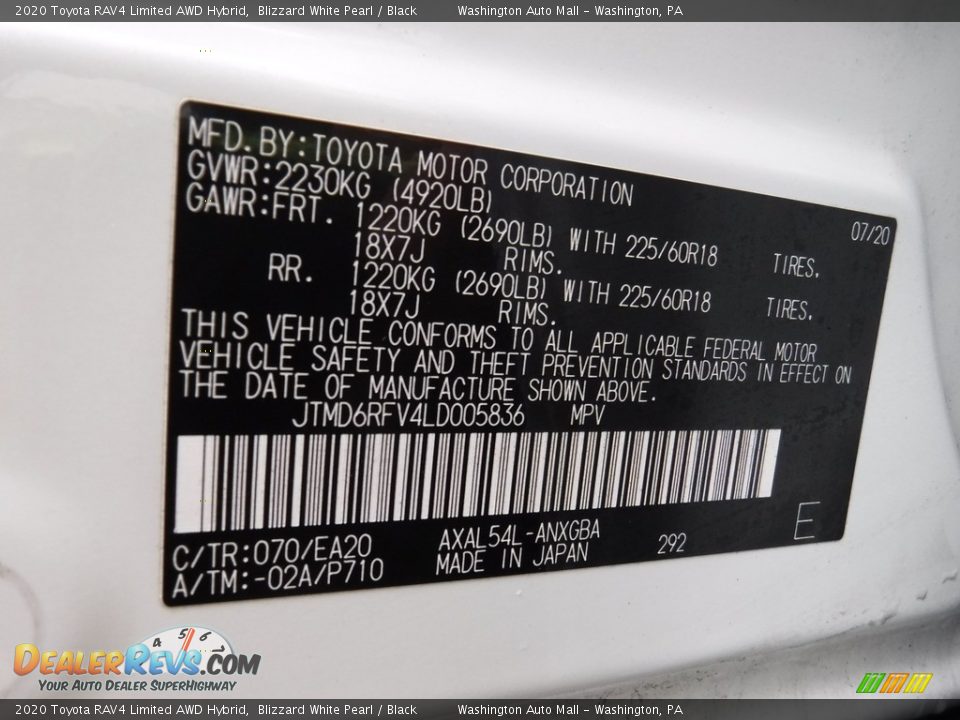 2020 Toyota RAV4 Limited AWD Hybrid, Blizzard White Pearl / Black Washington Auto Mall - Washington, PA
MFD. BY: TOYOTA MOTOR CORPORATION
07/20
GVWR: 2230KG (4920LB)
GAWR: FRT. 1220KG (2690LB) WITH 225/60R18 TIRES,
18X7J RIMS.
RR. 1220KG (2690LB) WITH 225/60R18 TIRES,
18X7J RIMS.
THIS VEHICLE CONFORMS TO ALL APPLICABLE FEDERAL MOTOR
VEHICLE SAFETY AND THEFT PREVENTION STANDARDS IN EFFECT ON
THE DATE OF MANUFACTURE SHOWN ABOVE.
JTMD6RFV4LD005836 MPV
C/TR: 070/EA20 AXAL54L-ANXGBA 292 E
A/TM: -02A/P710 MADE IN JAPAN
4 5 6
DEALERREVS.COM
YOUR AUTO DEALER SUPERHIGHWAY
2020 Toyota RAV4 Limited AWD Hybrid, Blizzard White Pearl / Black Washington Auto Mall - Washington, PA